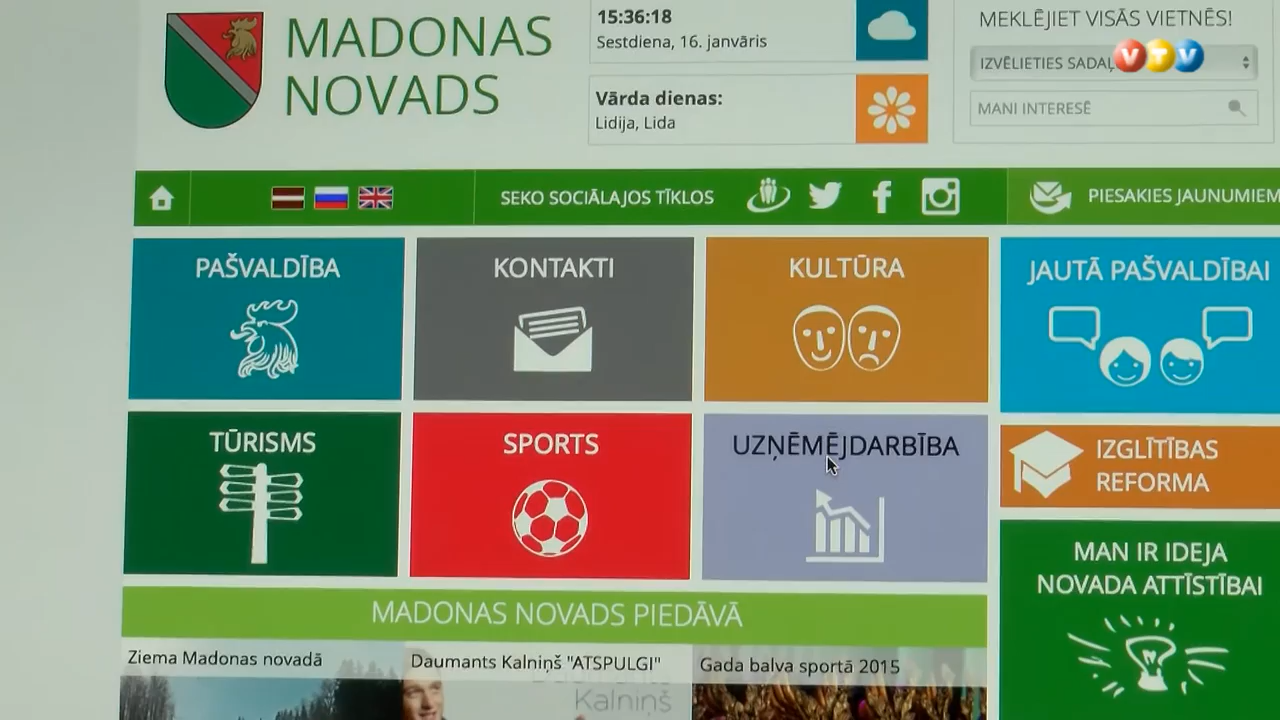 MADONAS
NOVADS
15:36:18
Sestdiena, 16. janvāris
Vārda dienas:
Lidija, Lida
MEKLĒJIET VISĀS VIETNĒS!
IZVĒLIETIES SADAĻ
VTV
MANI INTERESĒ
SEKO SOCIĀLAJOS TĪKLOS
PIESAKIES JAUNUMIEM
PAŠVALDĪBA
KONTAKTI
KULTŪRA
JAUTĀ PAŠVALDĪBAI
TŪRISMS
SPORTS
UZŅĒMĒJDARBĪBA
IZGLĪTĪBAS
REFORMA
MAN IR IDEJA
NOVADA ATTĪSTĪBAI
MADONAS NOVADS PIEDĀVĀ
Ziema Madonas novadā
Daumants Kalniņš "ATSPULGI"
Gada balva sportā 2015
Kalniņš